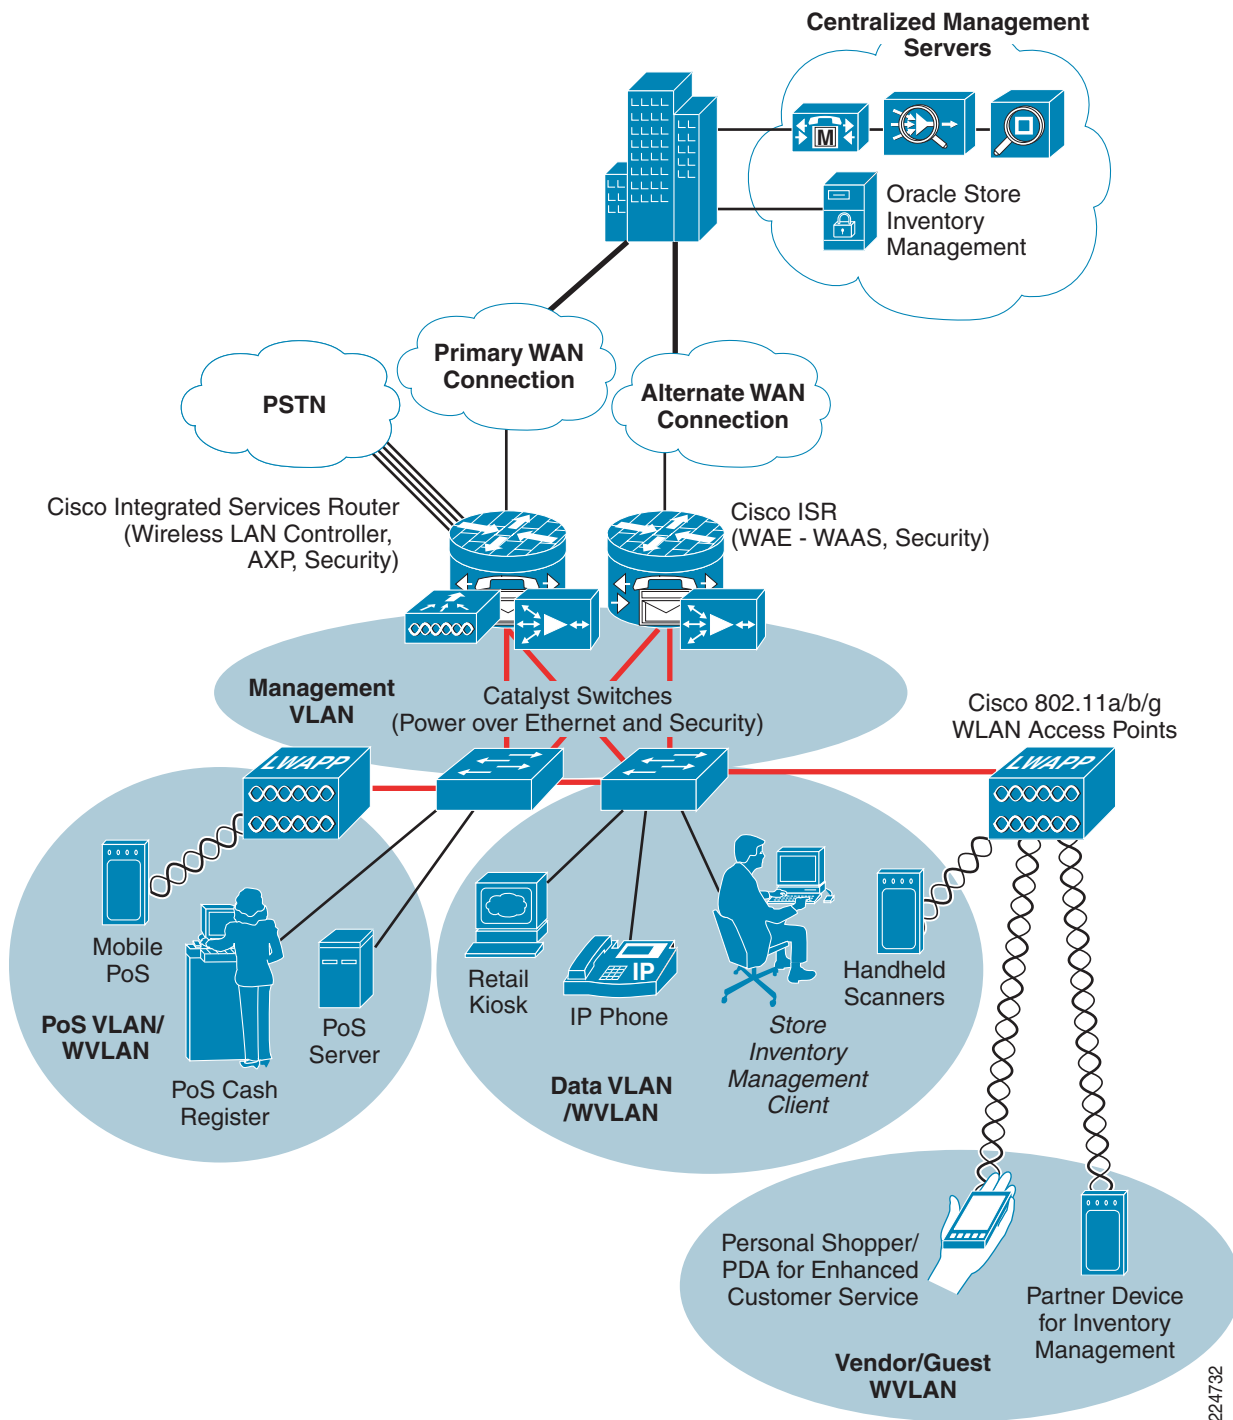 Centralized Management
Servers
M
Oracle Store
Inventory
Management
Primary WAN
Connection
PSTN
Alternate WAN
Connection
Cisco Integrated Services Router
(Wireless LAN Controller,
AXP, Security)
Cisco ISR
(WAE - WAAS, Security)
Management
VLAN
Catalyst Switches
(Power over Ethernet and Security)
Cisco 802.11a/b/g
WLAN Access Points
LWAPP
LWAPP
Mobile
PoS
PoS VLAN/
WVLAN
PoS Cash
Register
PoS
Server
Retail
Kiosk
IP
IP Phone
Data VLAN
/WVLAN
Store
Inventory
Management
Client
Handheld
Scanners
Personal Shopper/
PDA for Enhanced
Customer Service
Partner Device
for Inventory
Management
Vendor/Guest
WVLAN
224732